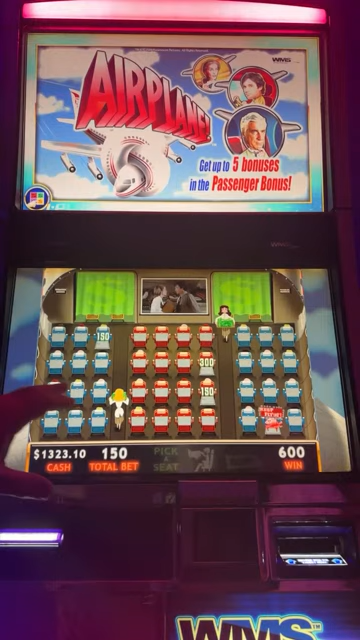 WMS
AIRPLANE!
Get up to 5 bonuses
in the Passenger Bonus!
150
300
150
$1323.10
CASH
150
TOTAL BET
PICK
A
SEAT
600
WIN
WMS